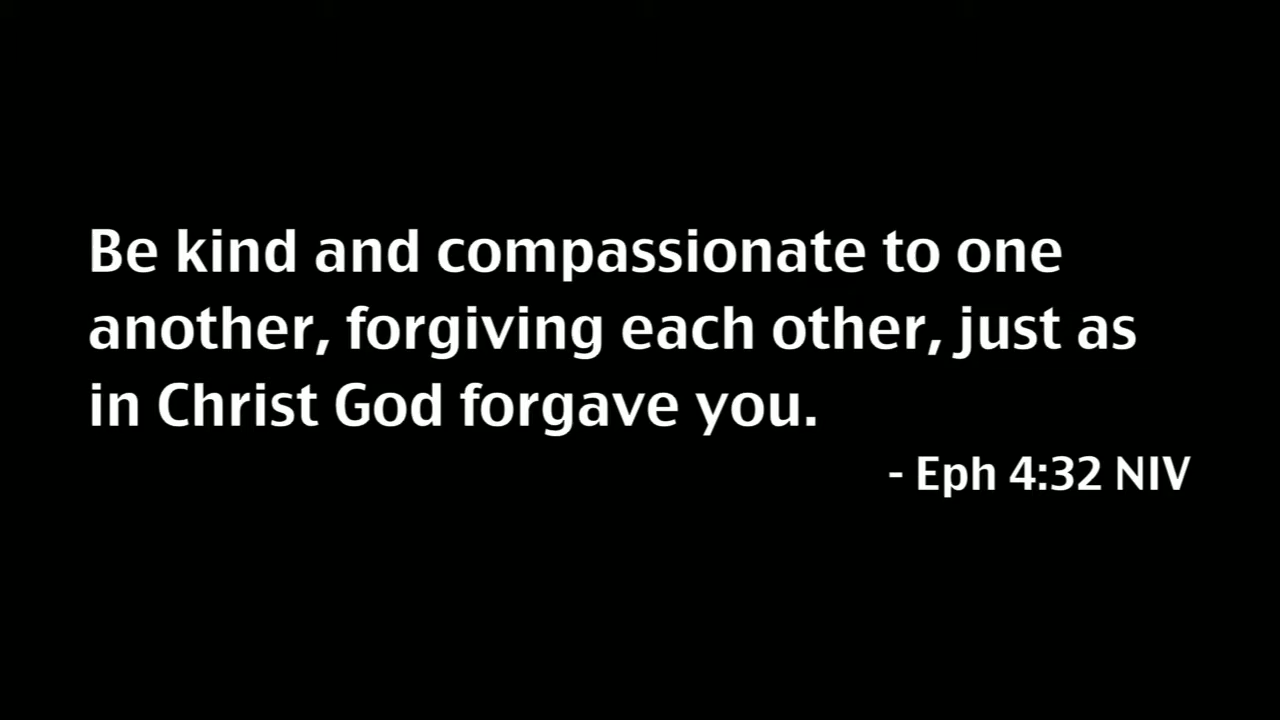 Be kind and compassionate to one
another, forgiving each other, just as
in Christ God forgave you.
- Eph 4:32 NIV